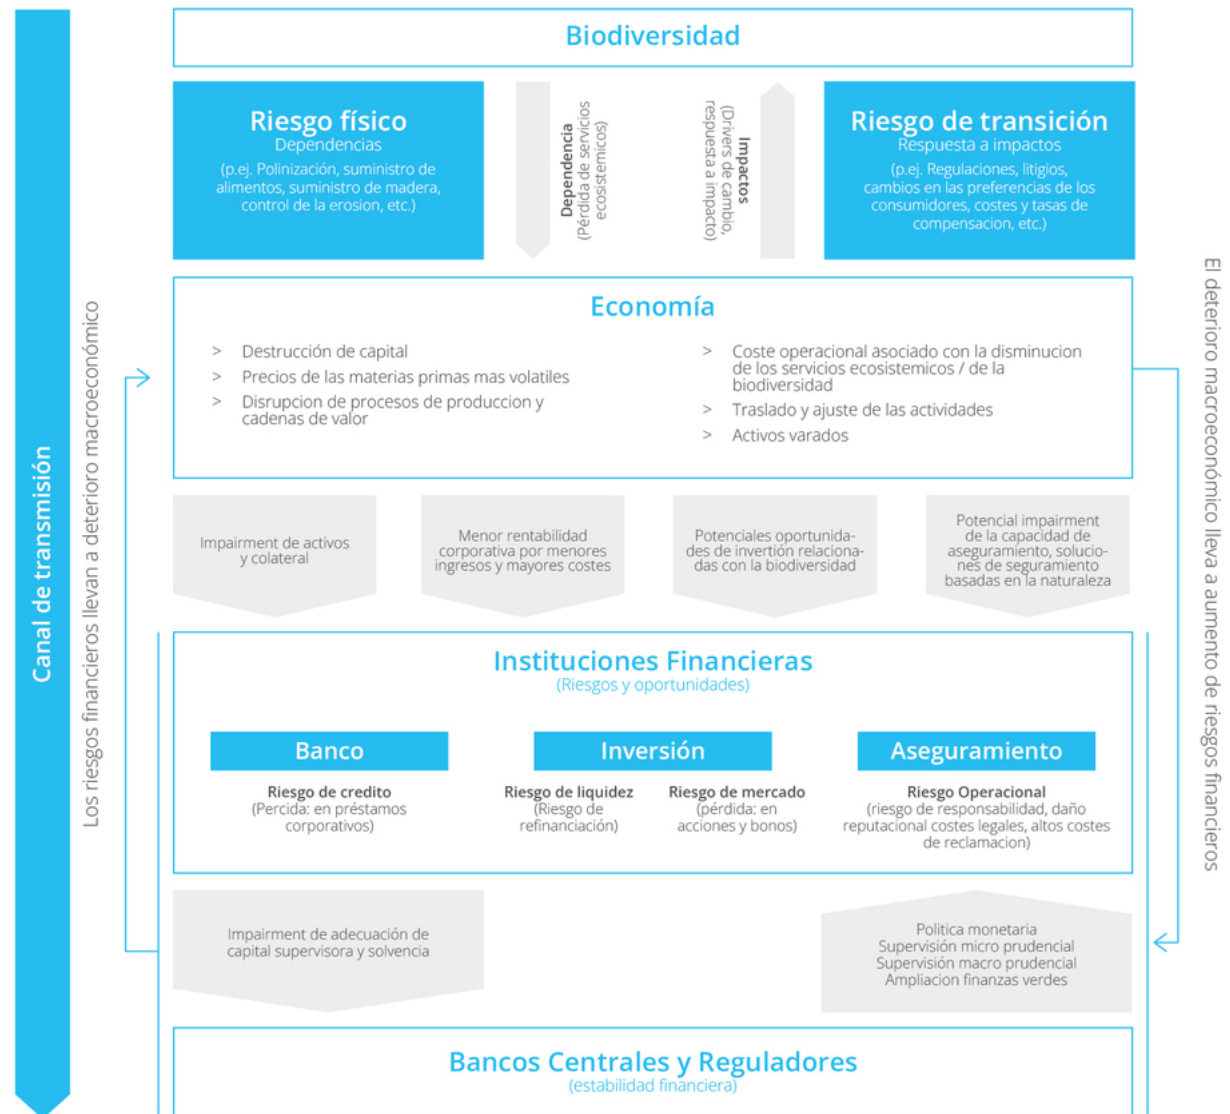 Biodiversidad
Riesgo físico
Dependencias
(p.ej. Polinización, suministro de
alimentos, suministro de madera,
control de la erosion, etc.)
Dependencia
(Pérdida de servicios
ecosistemicos)
Impactos
(Drivers de cambio,
respuesta a impacto)
Riesgo de transición
Respuesta a impactos
(p.ej. Regulaciones, litigios,
cambios en las preferencias de los
consumidores, costes y tasas de
compensacion, etc.)
Canal de transmisión
Los riesgos financieros llevan a deterioro macroeconómico
El deterioro macroeconómico lleva a aumento de riesgos financieros
Economía
> Destrucción de capital
> Precios de las materias primas mas volatiles
> Disrupcion de procesos de produccion y
cadenas de valor
> Coste operacional asociado con la disminucion
de los servicios ecosistemicos / de la
biodiversidad
> Traslado y ajuste de las actividades
> Activos varados
Impairment de activos
y colateral
Menor rentabilidad
corporativa por menores
ingresos y mayores costes
Potenciales oportunida-
des de invertión relaciona-
das con la biodiversidad
Potencial impairment
de la capacidad de
aseguramiento, solucio-
nes de seguramiento
basadas en la naturaleza
Instituciones Financieras
(Riesgos y oportunidades)
Banco
Riesgo de credito
(Percida: en préstamos
corporativos)
Inversión
Riesgo de liquidez
(Riesgo de
refinanciación)
Riesgo de mercado
(pérdida: en
acciones y bonos)
Aseguramiento
Riesgo Operacional
(riesgo de responsabilidad, daño
reputacional costes legales, altos costes
de reclamacion)
Impairment de adecuación de
capital supervisora y solvencia
Politica monetaria
Supervisión micro prudencial
Supervisión macro prudencial
Ampliacion finanzas verdes
Bancos Centrales y Reguladores
(estabilidad financiera)